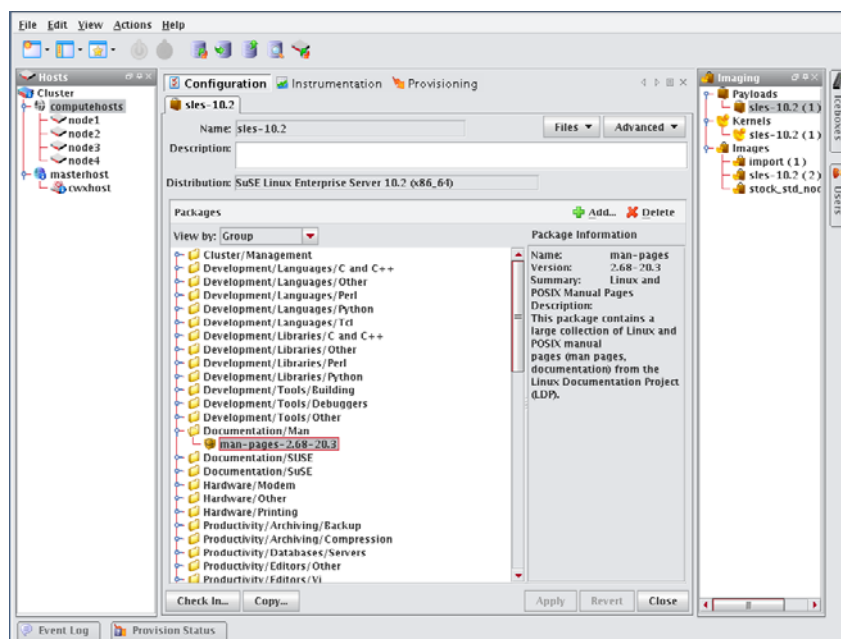 File Edit View Actions Help
Hosts
Cluster
computehosts
node1
node2
node3
node4
masterhost
cwxhost
Configuration Instrumentation Provisioning
sles-10.2
Name: sles-10.2
Files Advanced
Description:
Distribution: SuSE Linux Enterprise Server 10.2 (x86_64)
Packages
Add... Delete
View by: Group
Cluster/Management
Development/Languages/C and C++
Development/Languages/Other
Development/Languages/Perl
Development/Languages/Python
Development/Languages/Tcl
Development/Libraries/C and C++
Development/Libraries/Other
Development/Libraries/Perl
Development/Libraries/Python
Development/Tools/Building
Development/Tools/Debuggers
Development/Tools/Other
Documentation/Man
man-pages-2.68-20.3
Documentation/SUSE
Documentation/SuSE
Hardware/Modem
Hardware/Other
Hardware/Printing
Productivity/Archiving/Backup
Productivity/Archiving/Compression
Productivity/Databases/Servers
Productivity/Editors/Other
Productivity/Editors/Vi
Package Information
Name: man-pages
Version: 2.68-20.3
Summary: Linux and
POSIX Manual Pages
Description:
This package contains a
large collection of Linux and
POSIX manual
pages (man pages,
documentation) from the
Linux Documentation Project
(LDP).
Check In... Copy...
Apply Revert Close
Imaging
Payloads
sles-10.2 (1)
Kernels
sles-10.2 (1)
Images
import (1)
sles-10.2 (2)
stock_std_noc
Iceboxes
Users
Event Log Provision Status